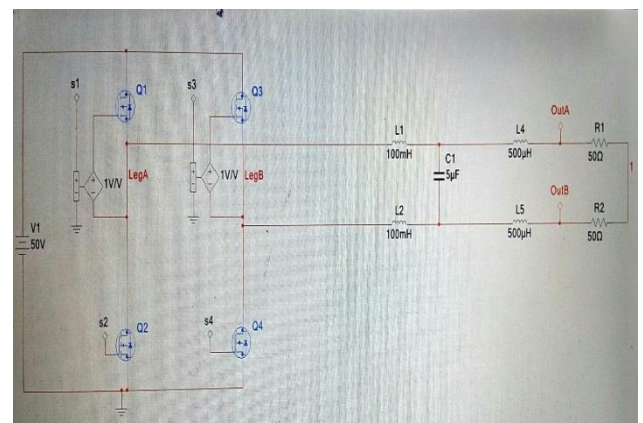 s1
Q1
s3
Q3
OutA
L1
L4
R1
100mH
C1
5μF
500μH
50Ω
1V/V
LegA
1V/V
LegB
1
OutB
V1
50V
L2
L5
R2
100mH
500μH
50Ω
s2
Q2
s4
Q4